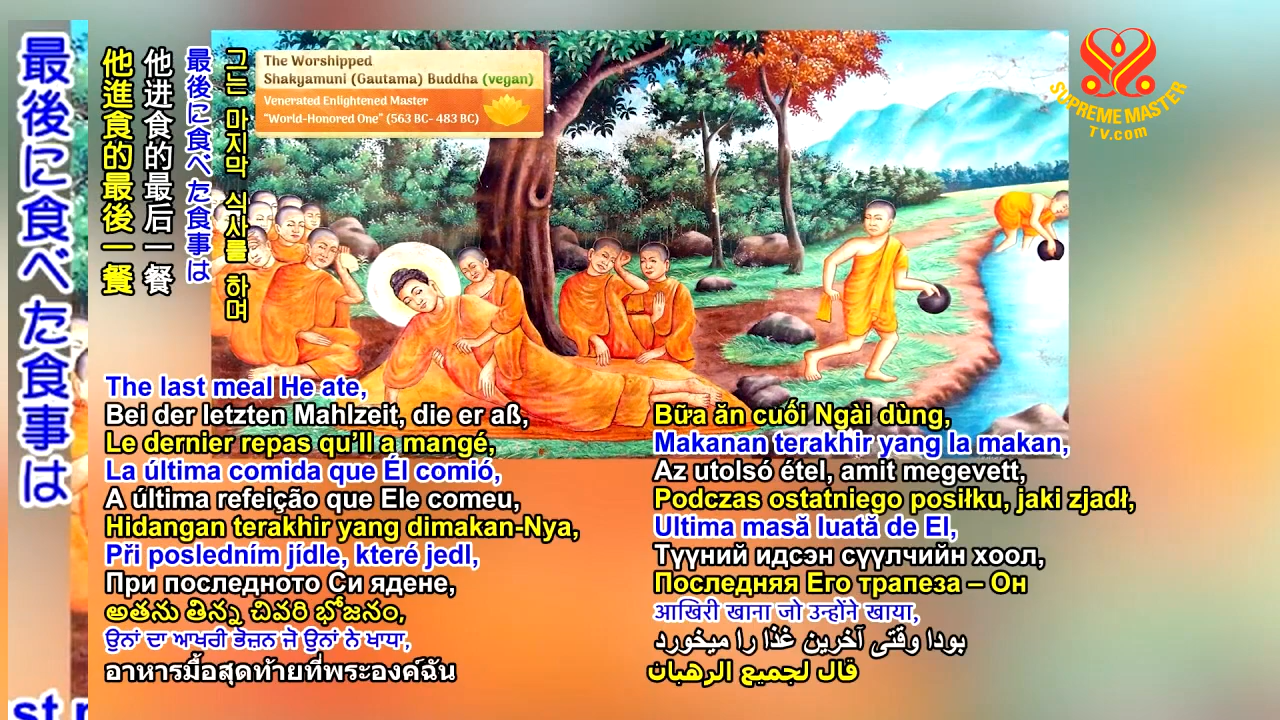 最後に食べた食事は
st r
他進食的最後一餐
他进食的最后一餐
最後に食べた食事は
그는 마지막 식사를 하며
The Worshipped
Shakyamuni (Gautama) Buddha (vegan)
Venerated Enlightened Master
"World-Honored One" (563 BC- 483 BC)
SUPREME MASTER
TV.com
The last meal He ate,
Bei der letzten Mahlzeit, die er aß,
Le dernier repas qu'Il a mangé,
La última comida que Él comió,
A última refeição que Ele comeu,
Hidangan terakhir yang dimakan-Nya,
Při posledním jídle, které jedl,
При последното Си ядене,
అతను తిన్న చివరి భోజనం,
ਉਨਾਂ ਦਾ ਆਖਰੀ ਭੋਜ਼ਨ ਜੋ ਉਨਾਂ ਨੇ ਖਾਧਾ,
อาหารมื้อสุดท้ายที่พระองค์ฉัน
Bữa ăn cuối Ngài dùng,
Makanan terakhir yang Ia makan,
Az utolsó étel, amit megevett,
Podczas ostatniego posiłku, jaki zjadł,
Ultima masă luată de El,
Түүний идсэн сүүлчийн хоол,
Последняя Его трапеза – Он
आखिरी खाना जो उन्होंने खाया,
بودا وقتی آخرین غذا را میخورد
قال لجميع الرهبان